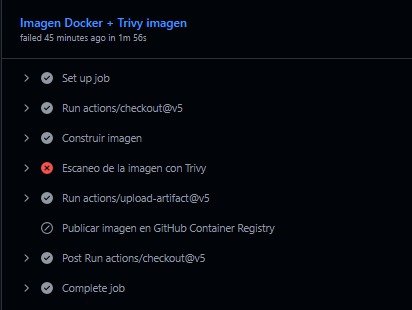 Imagen Docker + Trivy imagen
failed 45 minutes ago in 1m 56s
Set up job
Run actions/checkout@v5
Construir imagen
Escaneo de la imagen con Trivy
Run actions/upload-artifact@v5
Publicar imagen en GitHub Container Registry
Post Run actions/checkout@v5
Complete job